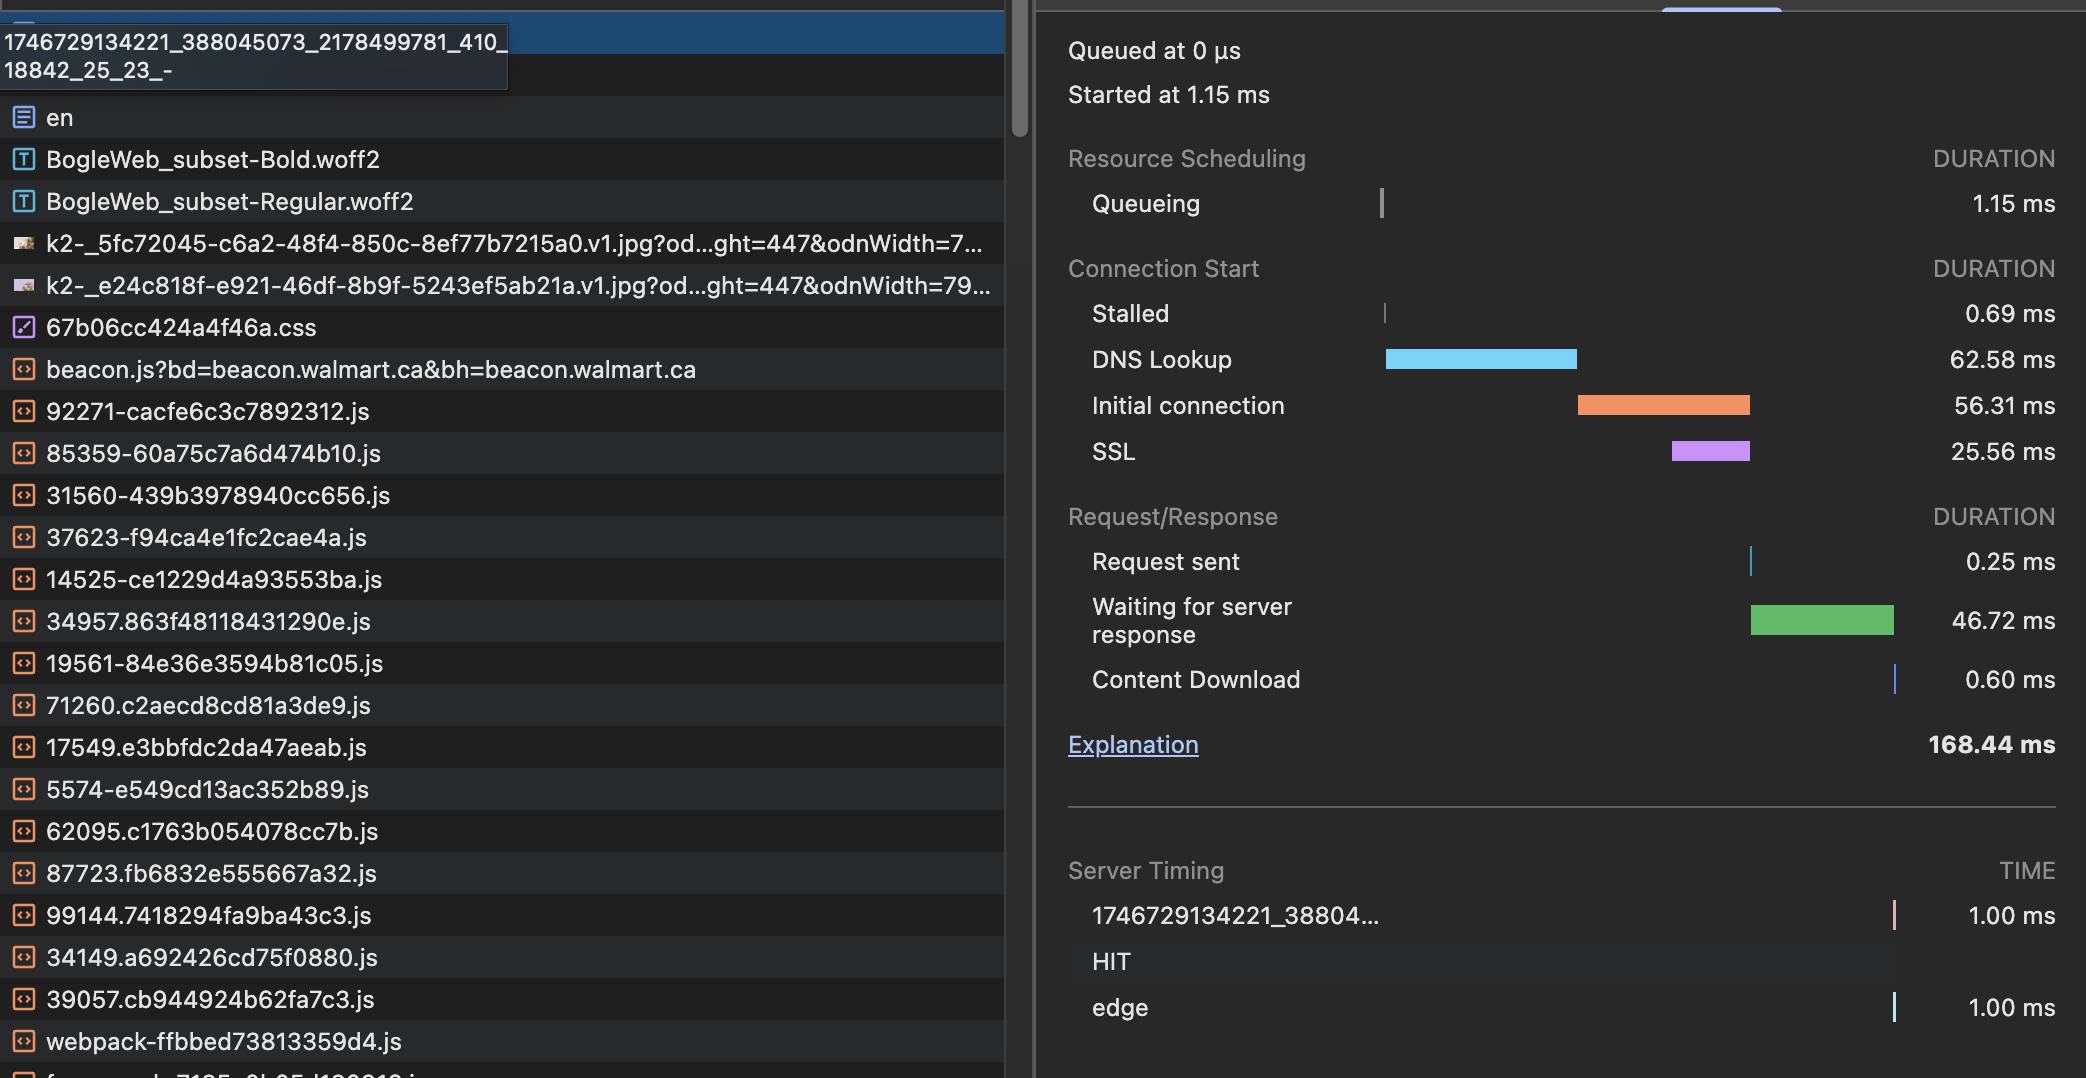 1746729134221_388045073_2178499781_410_
18842_25_23_-
en
BogleWeb_subset-Bold.woff2
BogleWeb_subset-Regular.woff2
k2-_5fc72045-c6a2-48f4-850c-8ef77b7215a0.v1.jpg?od...ght=447&odnWidth=7...
k2-_e24c818f-e921-46df-8b9f-5243ef5ab21a.v1.jpg?od...ght=447&odnWidth=79...
67b06cc424a4f46a.css
beacon.js?bd=beacon.walmart.ca&bh=beacon.walmart.ca
92271-cacfe6c3c7892312.js
85359-60a75c7a6d474b10.js
31560-439b3978940cc656.js
37623-f94ca4e1fc2cae4a.js
14525-ce1229d4a93553ba.js
34957.863f48118431290e.js
19561-84e36e3594b81c05.js
71260.c2aecd8cd81a3de9.js
17549.e3bbfdc2da47aeab.js
5574-e549cd13ac352b89.js
62095.c1763b054078cc7b.js
87723.fb6832e555667a32.js
99144.7418294fa9ba43c3.js
34149.a692426cd75f0880.js
39057.cb944924b62fa7c3.js
webpack-ffbbed73813359d4.js
Queued at 0 μs
Started at 1.15 ms
Resource Scheduling DURATION
Queueing 1.15 ms
Connection Start DURATION
Stalled 0.69 ms
DNS Lookup 62.58 ms
Initial connection 56.31 ms
SSL 25.56 ms
Request/Response DURATION
Request sent 0.25 ms
Waiting for server
response 46.72 ms
Content Download 0.60 ms
Explanation 168.44 ms
Server Timing TIME
1746729134221_38804... 1.00 ms
HIT
edge 1.00 ms